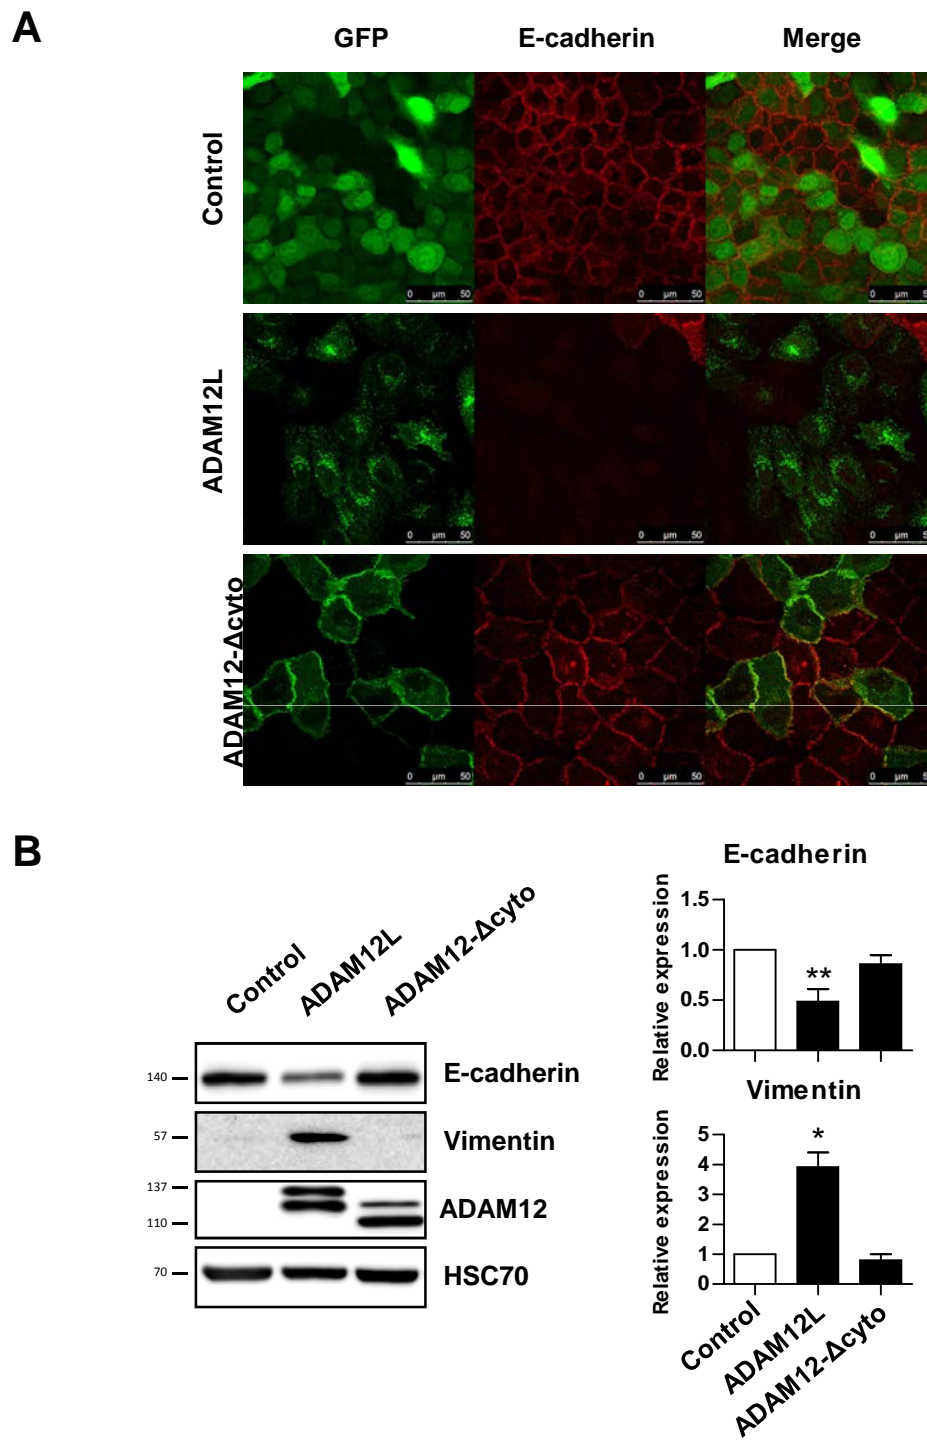 A
GFP E-cadherin Merge
Control
0 µm 50 0 µm 50 0 µm 50
ADAM12L
0 µm 50 0 µm 50 0 µm 50
ADAM12-Δcyto
0 µm 50 0 µm 50 0 µm 50
B
Control ADAM12L ADAM12-Δcyto
140 E-cadherin
57 Vimentin
137
110 ADAM12
70 HSC70
E-cadherin
Relative expression
1.5
1.0
0.5
0.0
**
Vimentin
Relative expression
5
4
3
2
1
0
*
Control ADAM12L ADAM12-Δcyto